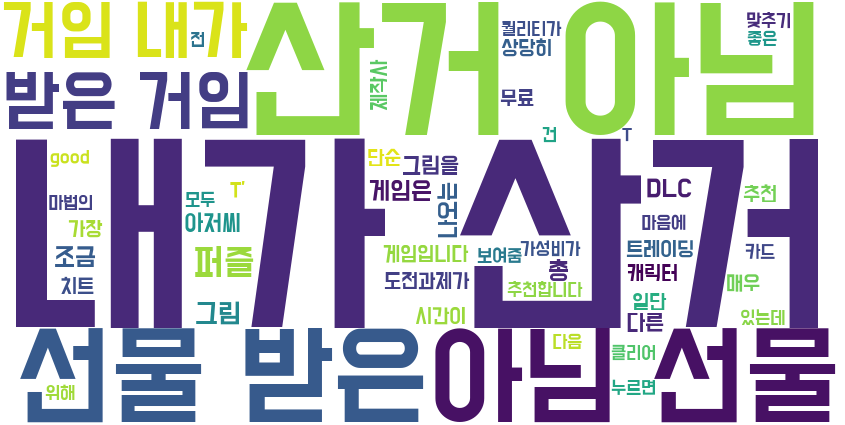 거임 내가
전
산거 아님
퀄리티가
상당히
맞추기
좋은
받은 거임
제작사
무료
내가 산거
건
T
good
단순
그림을
마법의
T'
모두
게임은
DLC
추천
가장
아저씨
마음에
조금
퍼즐
게임입니다
보여줌
가성비가
트레이딩
카드
치트
도전과제가
총
캐릭터
매우
추천합니다
그림
시간이
일단
다른
있는데
선물 받은
아님 선물
다음
클리어
위해
누르면